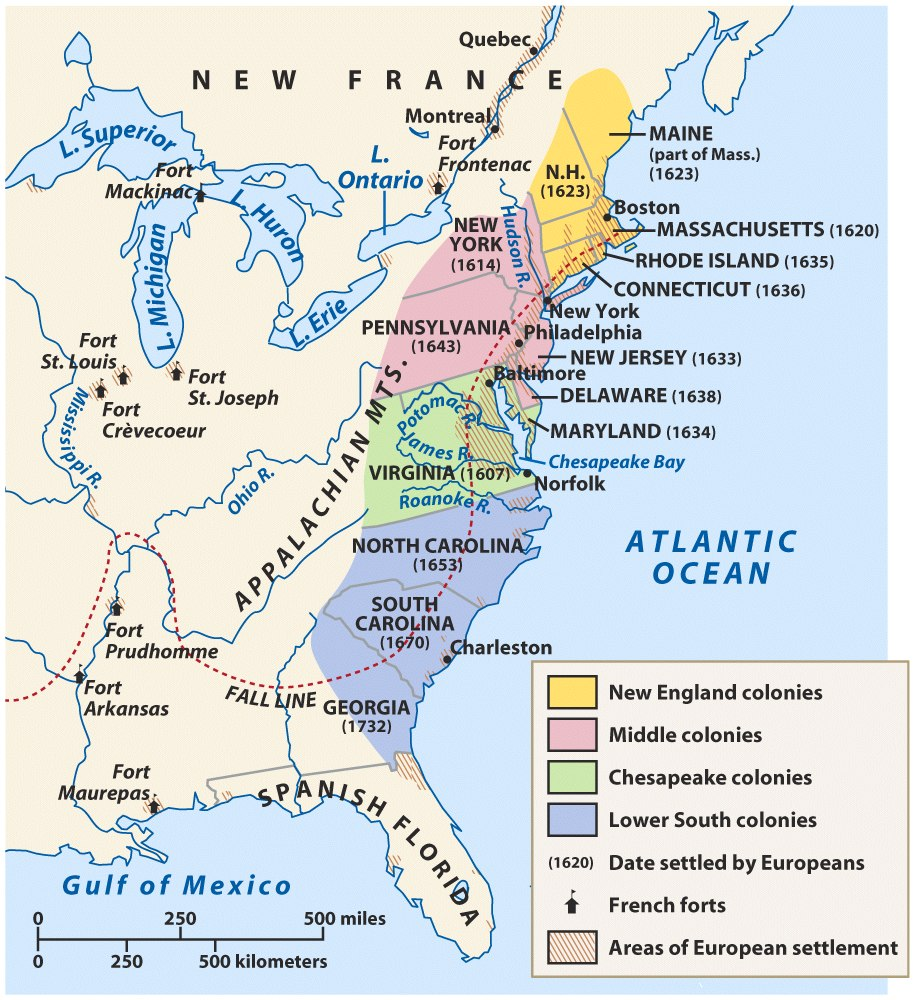 Quebec
NEW FRANCE
Montreal
Fort
Frontenac
L. Superior
Fort
Mackinac
L.
Ontario
L. Huron
L. Michigan
L. Erie
MAINE
(part of Mass.)
(1623)
N.H.
(1623)
Boston
MASSACHUSETTS (1620)
RHODE ISLAND (1635)
CONNECTICUT (1636)
NEW
YORK
(1614)
Hudson R.
New York
PENNSYLVANIA
(1643)
Philadelphia
NEW JERSEY (1633)
Baltimore
DELAWARE (1638)
MARYLAND (1634)
Fort
St. Louis
Fort
Crèvecoeur
Fort
St. Joseph
Mississippi R.
Ohio R.
APPALACHIAN MTS.
Potomac R.
James R.
VIRGINIA (1607)
Chesapeake Bay
Norfolk
Roanoke R.
NORTH CAROLINA
(1653)
ATLANTIC
OCEAN
SOUTH
CAROLINA
(1670)
Charleston
Fort
Prudhomme
Fort
Arkansas
FALL LINE
GEORGIA
(1732)
Fort
Maurepas
SPANISH FLORIDA
Gulf of Mexico
0 250 500 miles
0 250 500 kilometers
New England colonies
Middle colonies
Chesapeake colonies
Lower South colonies
(1620) Date settled by Europeans
French forts
Areas of European settlement